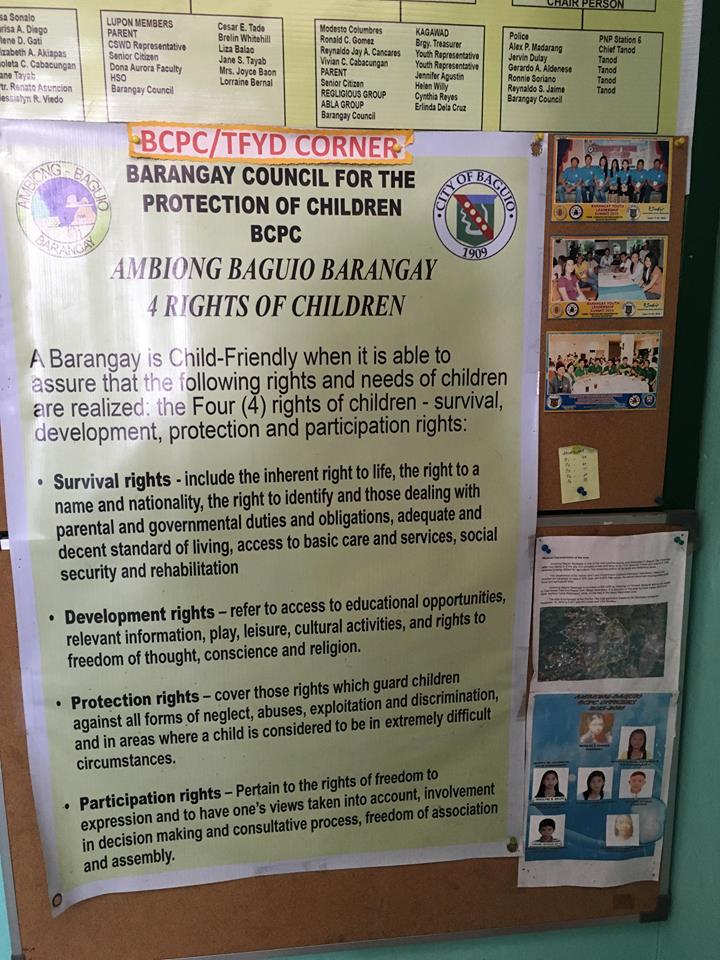 CHAIR PERSON
sa Sonalo
risa A. Diego
lene D. Gati
izabeth A. Akiapas
oleta C. Cabacungan
ane Tayab
tr. Renato Asuncion
Jessielyn R. Viedo
LUPON MEMBERS
PARENT
CSWD Representative
Senior Citizen
Dona Aurora Faculty
HSO
Barangay Council
Cesar E. Tade
Brelin Whitehill
Liza Balao
Jane S. Tayab
Mrs. Joyce Baon
Lorraine Bernal
Modesto Columbres
Ronald C. Gomez
Reynaldo Jay A. Cancares
Vivian C. Cabacungan
PARENT
Senior Citizen
REGLIGIOUS GROUP
ABLA GROUP
Barangay Council
KAGAWAD
Brgy. Treasurer
Youth Representative
Youth Representative
Jennifer Agustin
Helen Willy
Cynthia Reyes
Erlinda Dela Cruz
Police
Alex P. Madarang
Jervin Dulay
Gerardo A. Aldenese
Ronnie Soriano
Reynaldo S. Jaime
Barangay Council
PNP Station 6
Chief Tanod
Tanod
Tanod
Tanod
Tanod
BCPC/TFYD CORNER
AMBIONG - BAGUIO
BARANGAY
BARANGAY COUNCIL FOR THE
PROTECTION OF CHILDREN
BCPC
CITY OF BAGUIO
1909
AMBIONG BAGUIO BARANGAY
4 RIGHTS OF CHILDREN
A Barangay is Child-Friendly when it is able to
assure that the following rights and needs of children
are realized: the Four (4) rights of children - survival,
development, protection and participation rights:
• Survival rights - include the inherent right to life, the right to a
name and nationality, the right to identify and those dealing with
parental and governmental duties and obligations, adequate and
decent standard of living, access to basic care and services, social
security and rehabilitation
• Development rights – refer to access to educational opportunities,
relevant information, play, leisure, cultural activities, and rights to
freedom of thought, conscience and religion.
• Protection rights – cover those rights which guard children
against all forms of neglect, abuses, exploitation and discrimination,
and in areas where a child is considered to be in extremely difficult
circumstances.
• Participation rights – Pertain to the rights of freedom to
expression and to have one's views taken into account, involvement
in decision making and consultative process, freedom of association
and assembly.
BARANGAY YOUTH
LEADERSHIP
SUMMIT 2015
BARANGAY YOUTH
LEADERSHIP
SUMMIT 2015
AMBIONG BAGUIO
BCPC OFFICERS